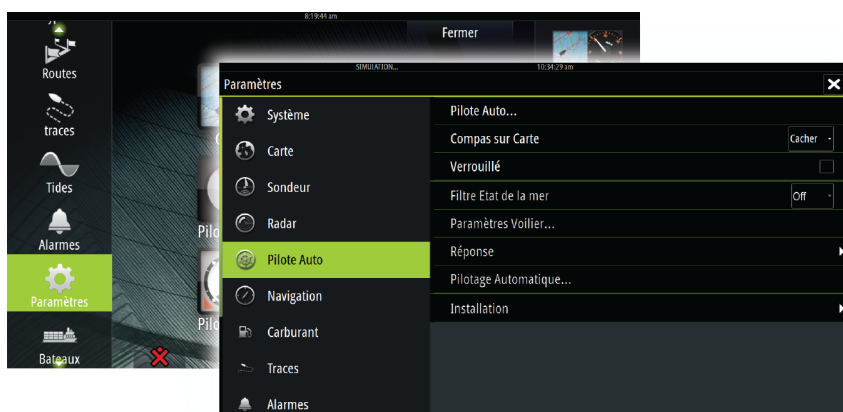 8:19:44 am
Fermer
Routes
traces
Tides
Alarmes
Paramètres
Bateaux
Pilo
Pilo
SIMULATION...
10:34:29 am
Paramètres
Système
Carte
Sondeur
Radar
Pilote Auto
Navigation
Carburant
Traces
Alarmes
Pilote Auto...
Compas sur Carte
Cacher
Verrouillé
Filtre Etat de la mer
Off
Paramètres Voilier...
Réponse
Pilotage Automatique...
Installation